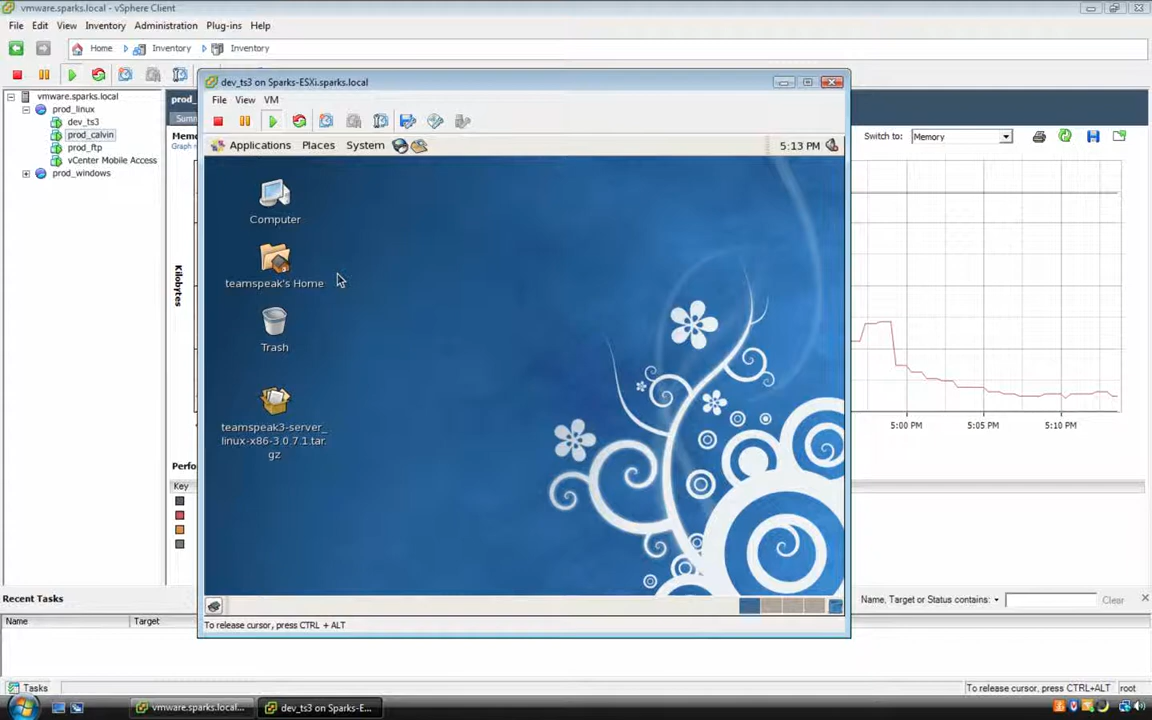 vmware.sparks.local - vSphere Client
File Edit View Inventory Administration Plug-ins Help
Home Inventory Inventory
vmware.sparks.local
prod_linux
dev_ts3
prod_calvin
prod_ftp
vCenter Mobile Access
prod_windows
prod_
Summ
Memo
Graph r
Switch to: Memory
Kilobytes
5:00 PM 5:05 PM 5:10 PM
Perfo
Key
dev_ts3 on Sparks-ESXi.sparks.local
File View VM
Applications Places System 5:13 PM
Computer
teamspeak's Home
Trash
teamspeak3-server_
linux-x86-3.0.7.1.tar.
gz
To release cursor, press CTRL + ALT
Recent Tasks
Name, Target or Status contains: Clear
Name Target
Tasks
To release cursor, press CTRL+ALT root
vmware.sparks.local...
dev_ts3 on Sparks-E...